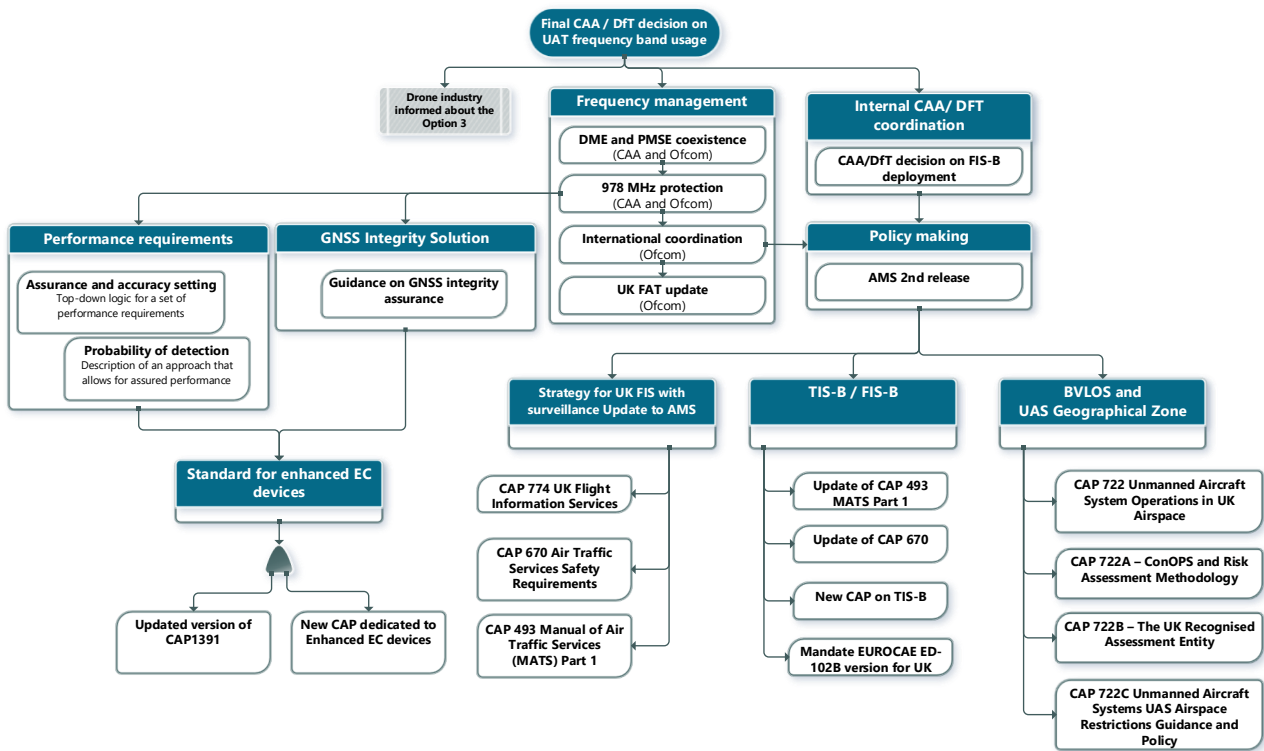 Final CAA / DfT decision on
UAT frequency band usage
Drone industry
informed about the
Option 3
Frequency management
DME and PMSE coexistence
(CAA and Ofcom)
978 MHz protection
(CAA and Ofcom)
International coordination
(Ofcom)
UK FAT update
(Ofcom)
Internal CAA/ DFT
coordination
CAA/DfT decision on FIS-B
deployment
Performance requirements
Assurance and accuracy setting
Top-down logic for a set of
performance requirements
Probability of detection
Description of an approach that
allows for assured performance
GNSS Integrity Solution
Guidance on GNSS integrity
assurance
Policy making
AMS 2nd release
Standard for enhanced EC
devices
Updated version of
CAP1391
New CAP dedicated to
Enhanced EC devices
Strategy for UK FIS with
surveillance Update to AMS
CAP 774 UK Flight
Information Services
CAP 670 Air Traffic
Services Safety
Requirements
CAP 493 Manual of Air
Traffic Services
(MATS) Part 1
TIS-B / FIS-B
Update of CAP 493
MATS Part 1
Update of CAP 670
New CAP on TIS-B
Mandate EUROCAE ED-
102B version for UK
BVLOS and
UAS Geographical Zone
CAP 722 Unmanned Aircraft
System Operations in UK
Airspace
CAP 722A – ConOPS and Risk
Assessment Methodology
CAP 722B – The UK Recognised
Assessment Entity
CAP 722C Unmanned Aircraft
Systems UAS Airspace
Restrictions Guidance and
Policy